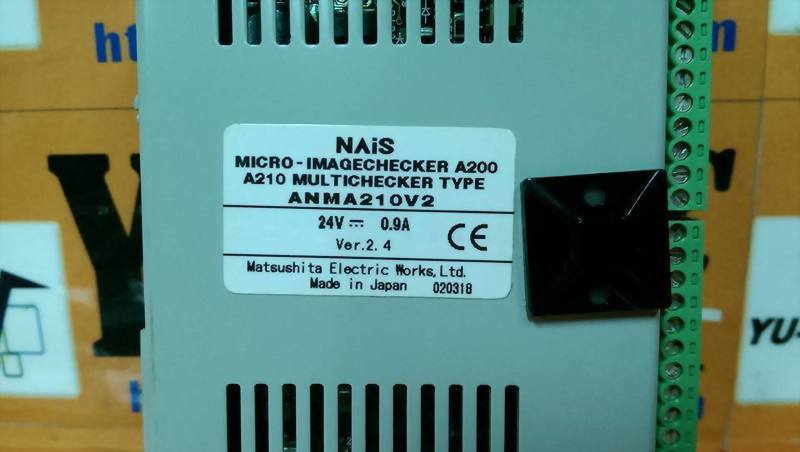 NAiS
MICRO-IMAGECHECKER A200
A210 MULTICHECKER TYPE
ANMA210V2
24V ⎓ 0.9A
Ver.2.4
CE
Matsushita Electric Works, Ltd.
Made in Japan 020318
YU-